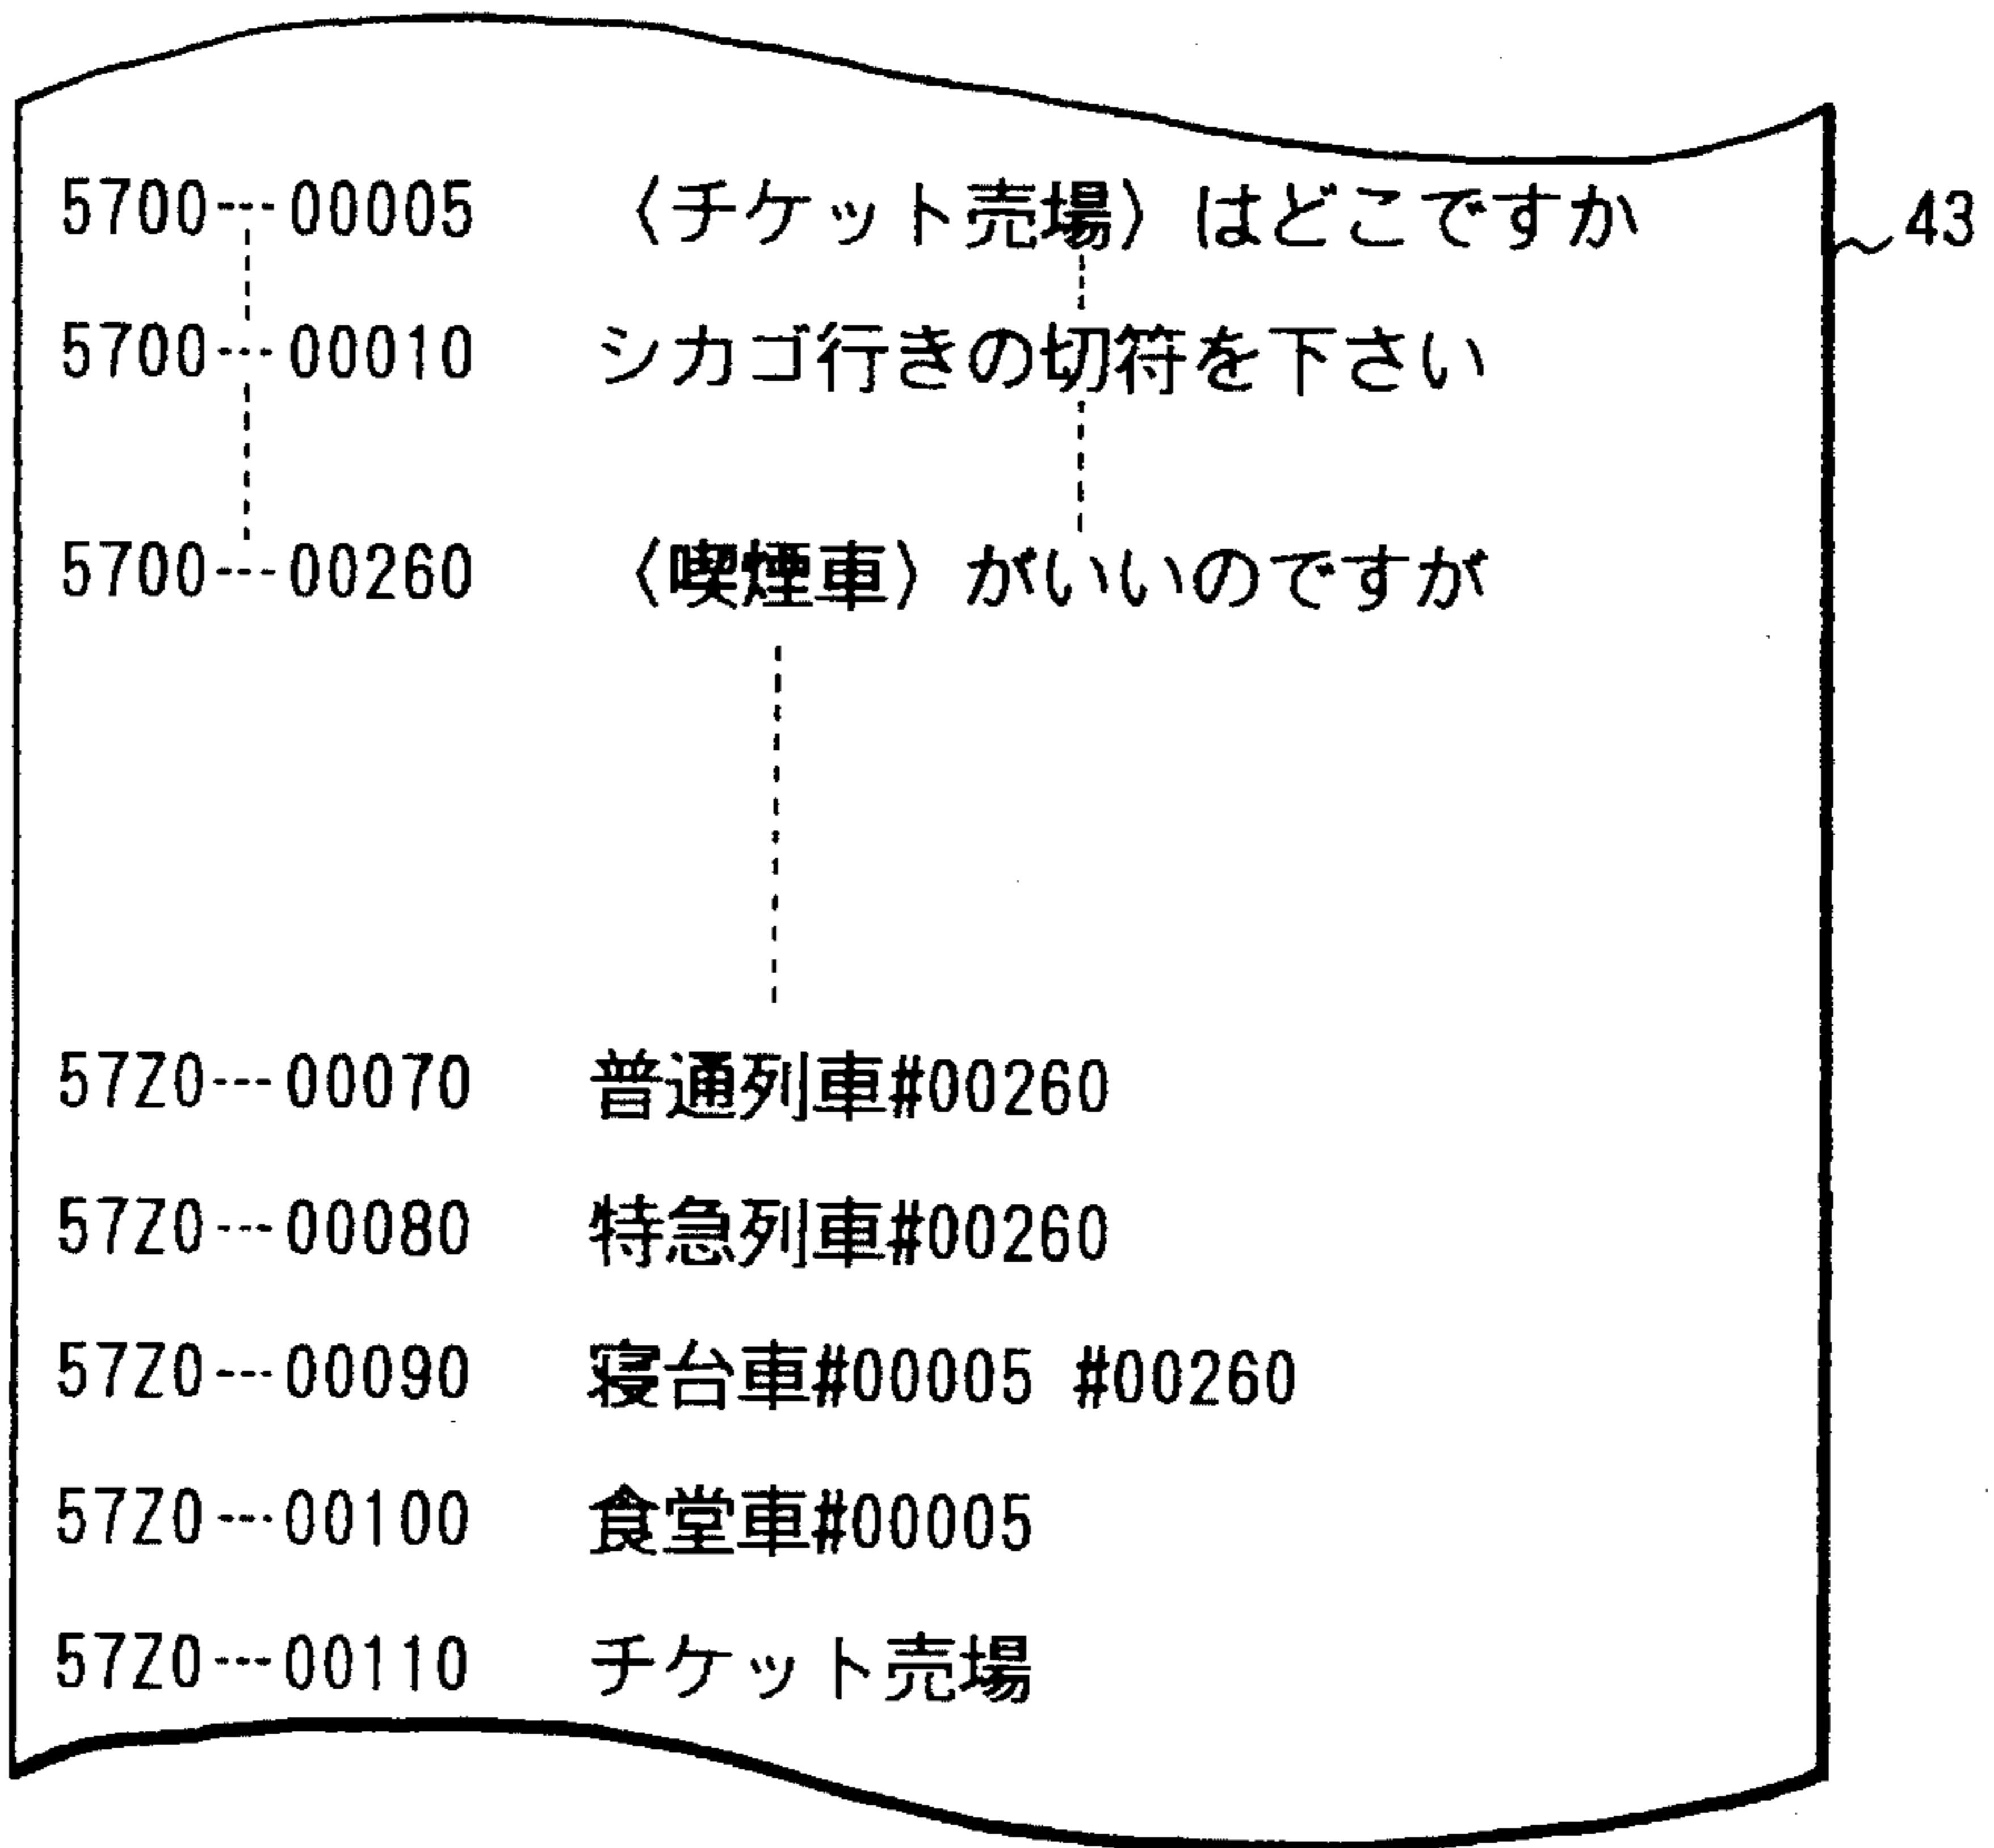 5700---00005 〈チケット売場〉はどこですか
43
5700---00010 シカゴ行きの切符を下さい
5700---00260 〈喫煙車〉がいいのですが
57Z0---00070 普通列車#00260
57Z0---00080 特急列車#00260
57Z0---00090 寝台車#00005 #00260
57Z0---00100 食堂車#00005
57Z0---00110 チケット売場